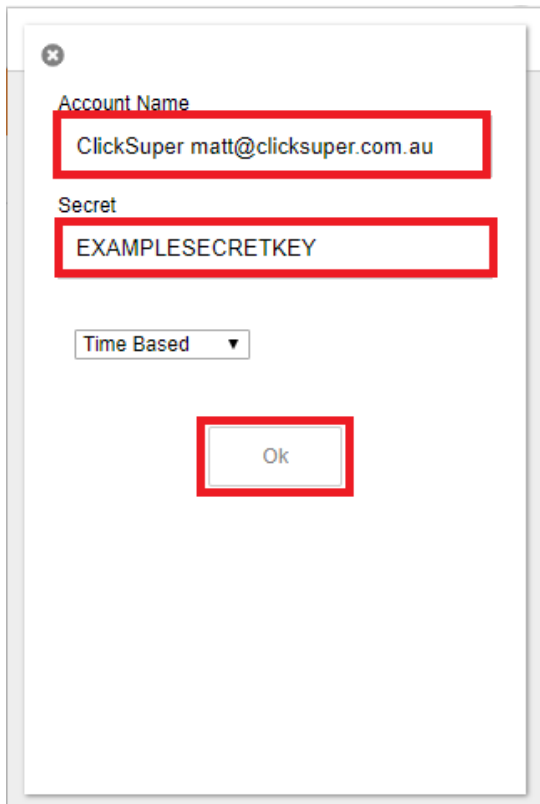 Account Name
ClickSuper matt@clicksuper.com.au
Secret
EXAMPLESECRETKEY
Time Based
Ok